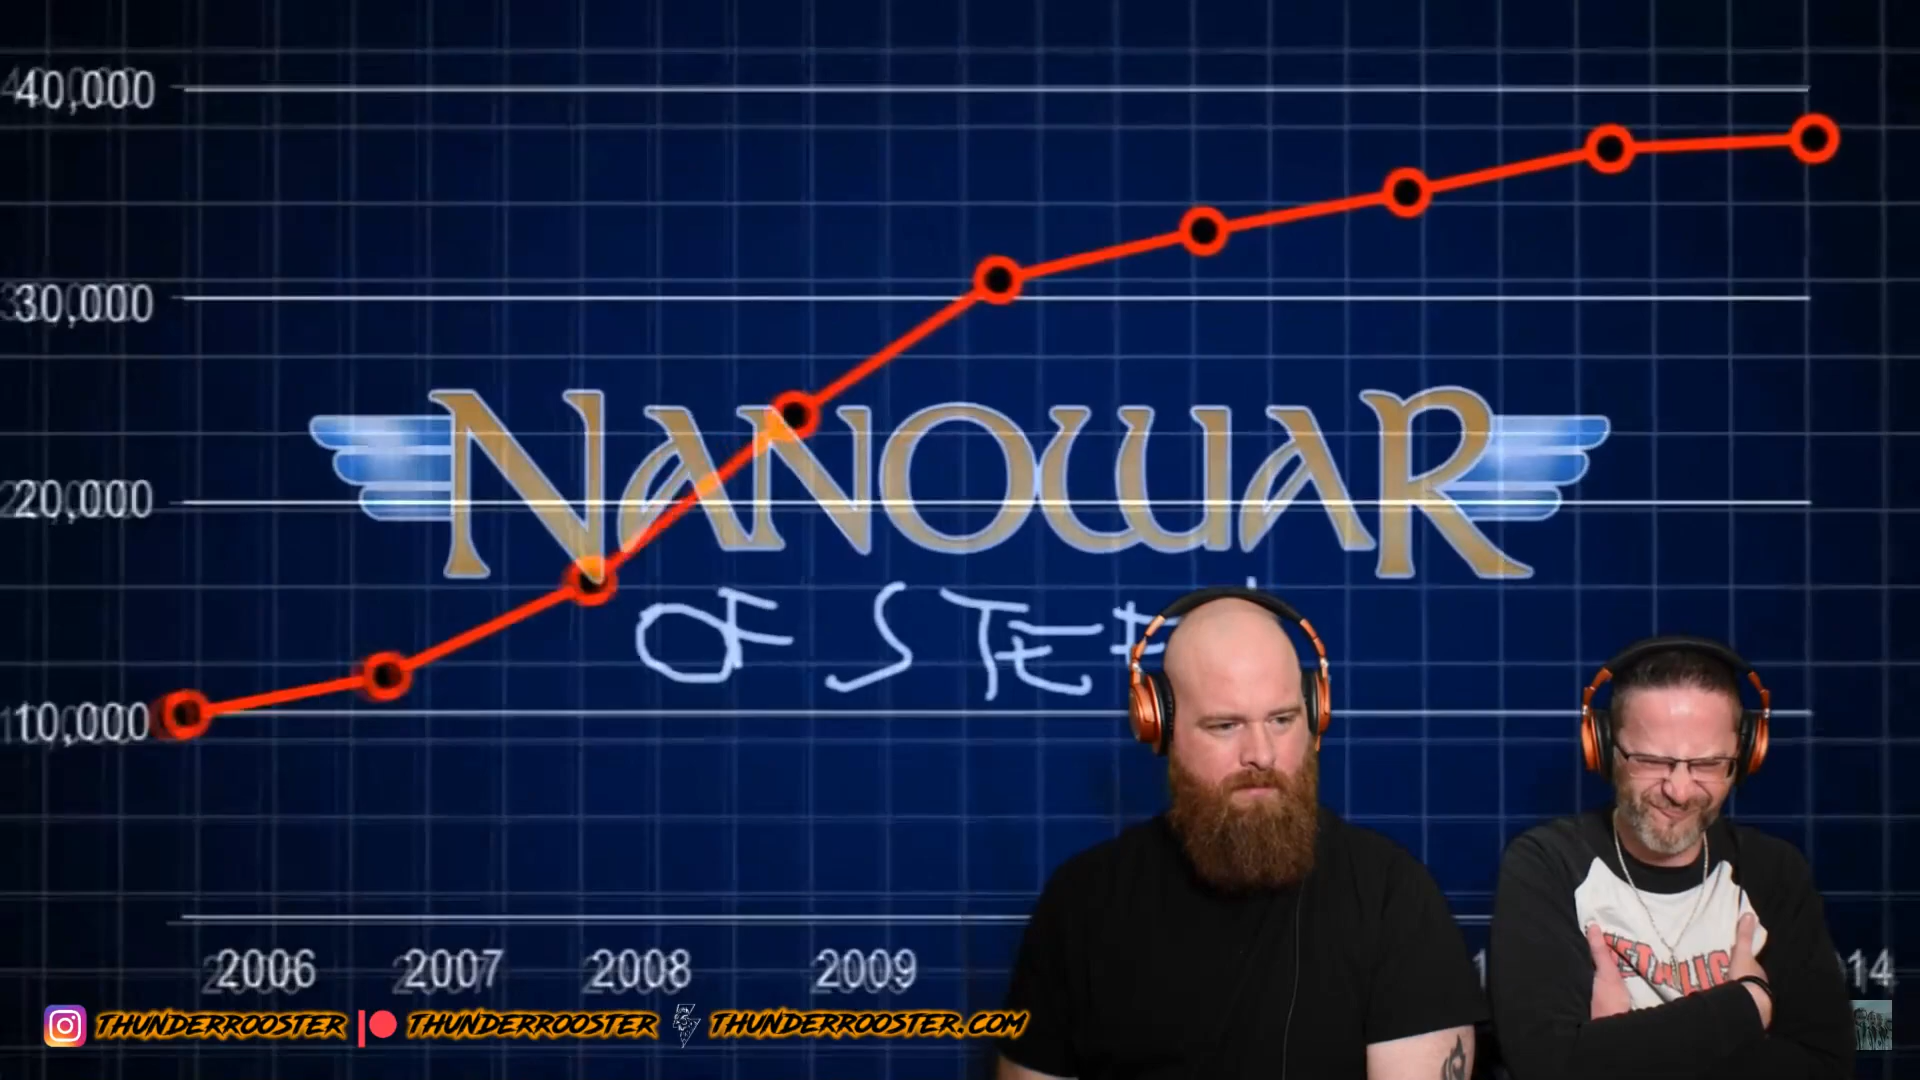 40,000
30,000
NANOWAR
20,000
OF STE
10,000
2006 2007 2008 2009 14
METALLIC
THUNDERROOSTER THUNDERROOSTER THUNDERROOSTER.COM